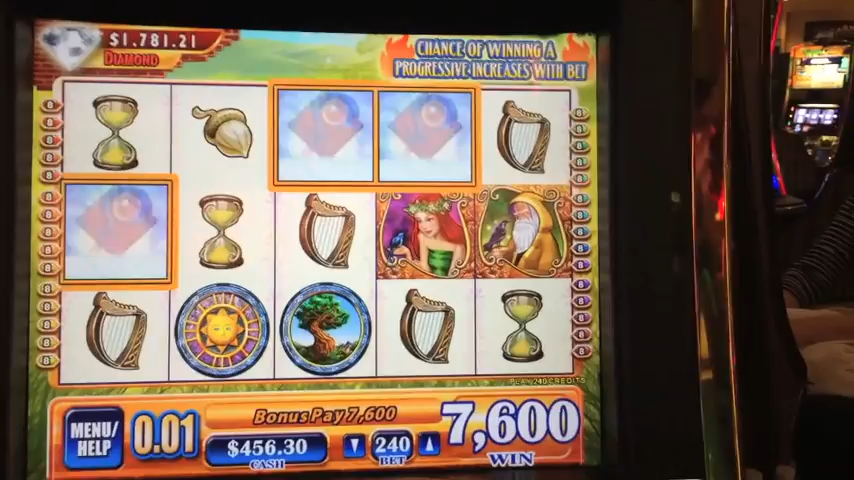 $1,781.21
DIAMOND
CHANCE OF WINNING A
PROGRESSIVE INCREASES WITH BET
PLAY 240 CREDITS
MENU/
HELP
0.01
BONUS PAY 7,600
$456.30
CASH
240
BET
7,600
WIN